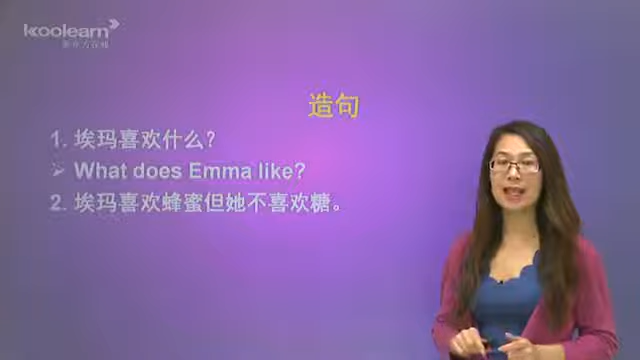 koolearn
新东方在线
造句
1. 埃玛喜欢什么?
➢ What does Emma like?
2. 埃玛喜欢蜂蜜但她不喜欢糖。